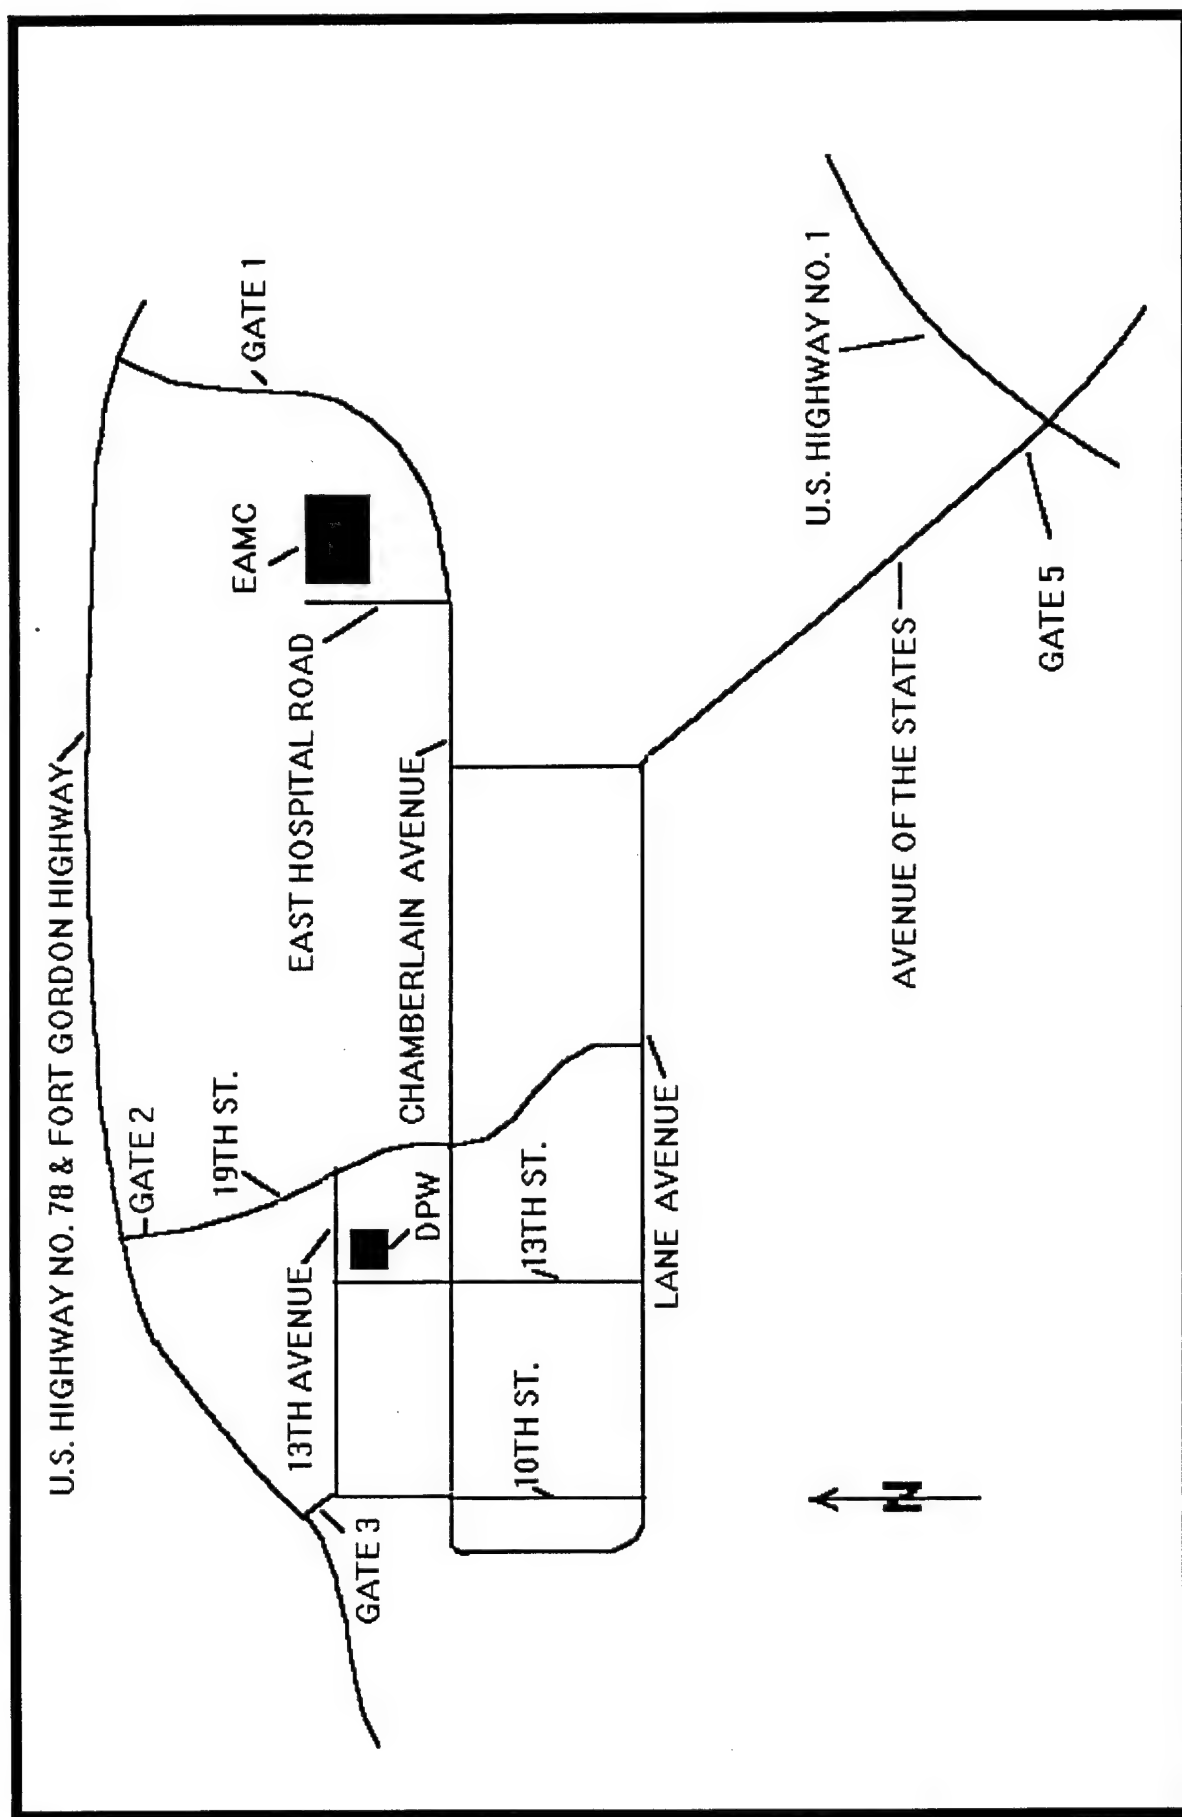 U.S. HIGHWAY NO. 78 & FORT GORDON HIGHWAY
GATE 2
19TH ST.
EAMC
GATE 1
13TH AVENUE
EAST HOSPITAL ROAD
GATE 3
DPW
CHAMBERLAIN AVENUE
10TH ST.
13TH ST.
LANE AVENUE
U.S. HIGHWAY NO. 1
N
AVENUE OF THE STATES
GATE 5